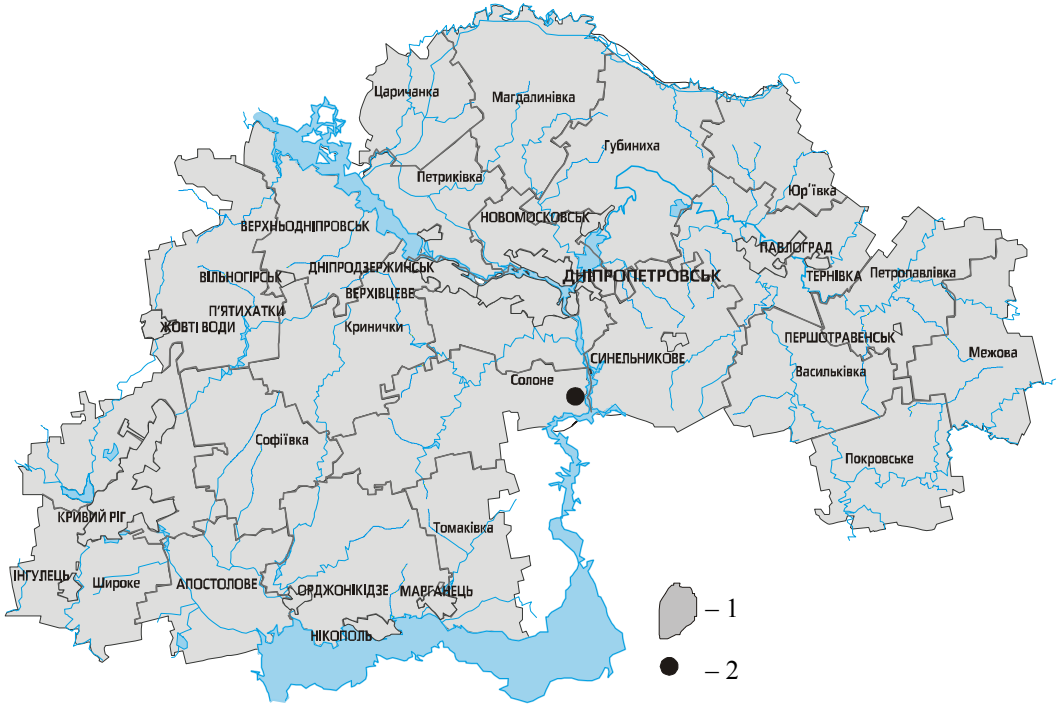 Царичанка
Магдалинівка
Губиниха
Петриківка
Юр'ївка
НОВОМОСКОВСЬК
ВЕРХНЬОДНІПРОВСЬК
ПАВЛОГРАД
ДНІПРОДЗЕРЖИНСЬК
ДНІПРОПЕТРОВСЬК
ТЕРНІВКА
Петропавлівка
ВІЛЬНОГІРСЬК
ВЕРХІВЦЕВЕ
П'ЯТИХАТКИ
ЖОВТІ ВОДИ
Кринички
ПЕРШОТРАВЕНСЬК
Межова
СИНЕЛЬНИКОВЕ
Васильківка
Солоне
Софіївка
Покровське
КРИВИЙ РІГ
Томаківка
ІНГУЛЕЦЬ
Широке
АПОСТОЛОВЕ
ОРДЖОНІКІДЗЕ
МАРГАНЕЦЬ
НІКОПОЛЬ
– 1
– 2